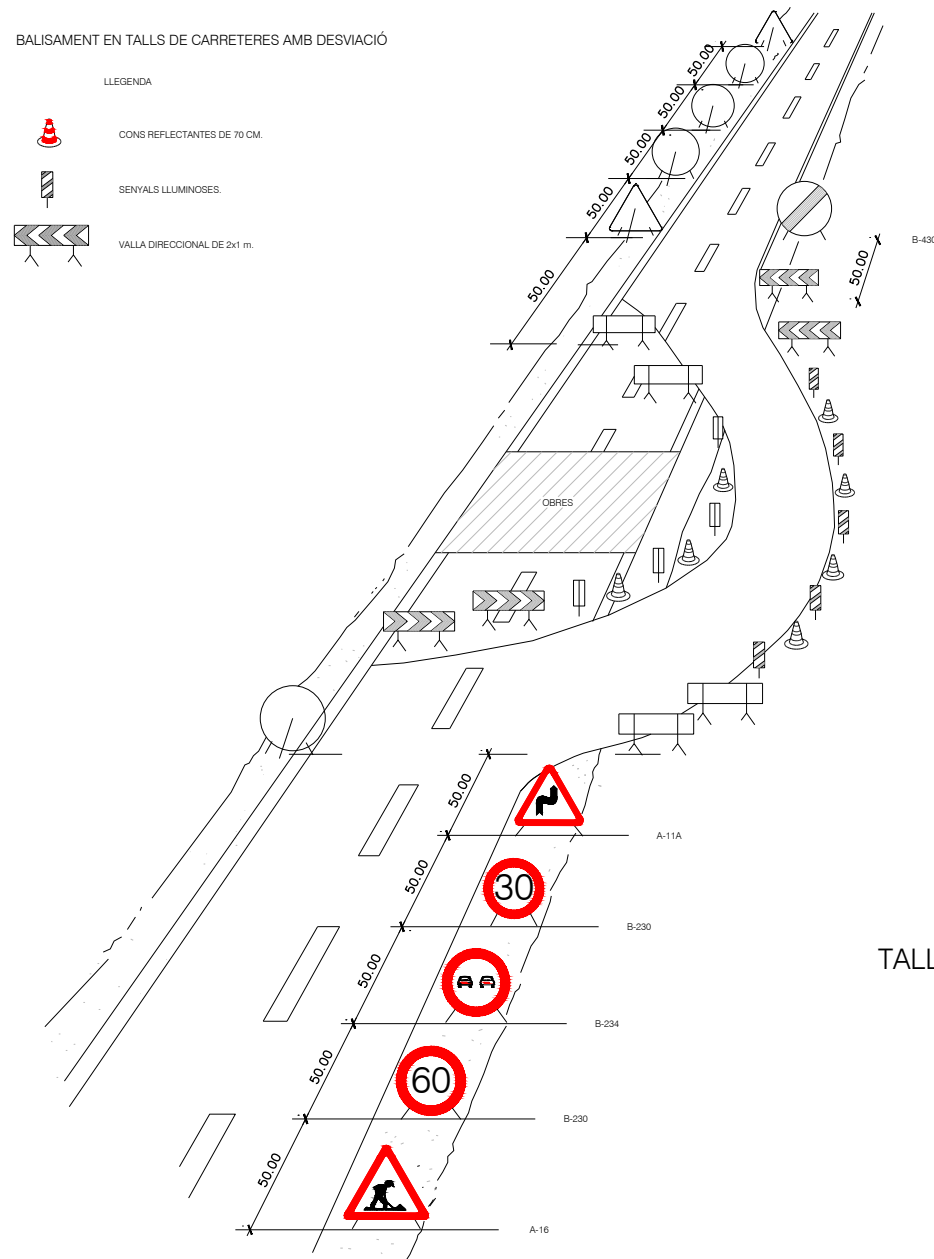 BALISAMENT EN TALLS DE CARRETERES AMB DESVIACIÓ
LLEGENDA
CONS REFLECTANTES DE 70 CM.
SENYALS LLUMINOSES.
VALLA DIRECCIONAL DE 2x1 m.
50.00
50.00
50.00
50.00
50.00
B-430
50.00
OBRES
50.00
A-11A
50.00
30
B-230
50.00
B-234
50.00
60
B-230
50.00
A-16
TALL